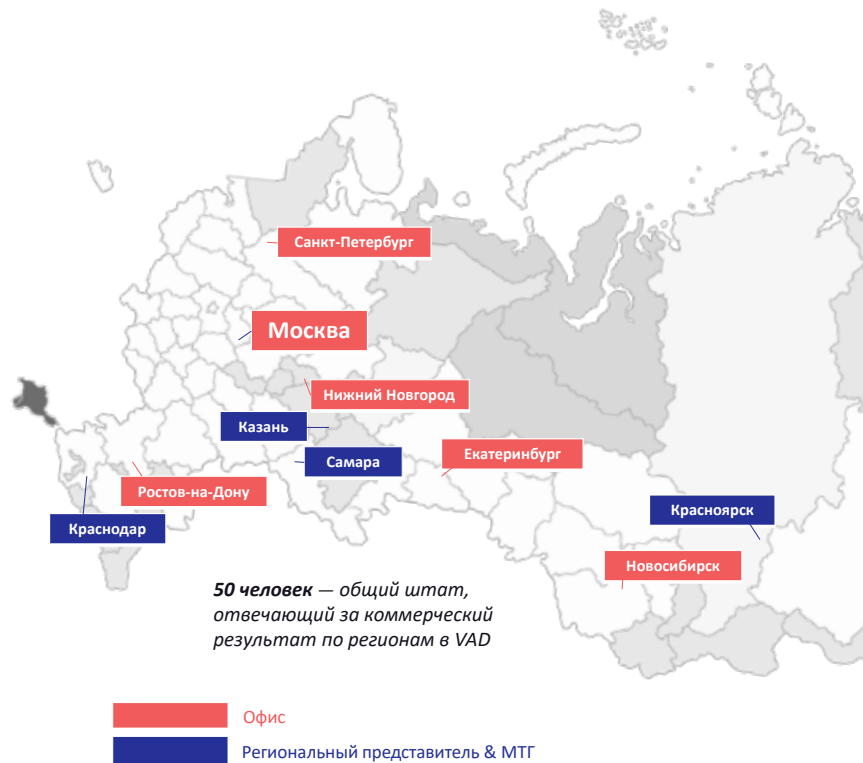 Санкт-Петербург
Москва
Нижний Новгород
Казань
Екатеринбург
Самара
Ростов-на-Дону
Красноярск
Краснодар
Новосибирск
50 человек — общий штат,
отвечающий за коммерческий
результат по регионам в VAD
Офис
Региональный представитель & МТГ